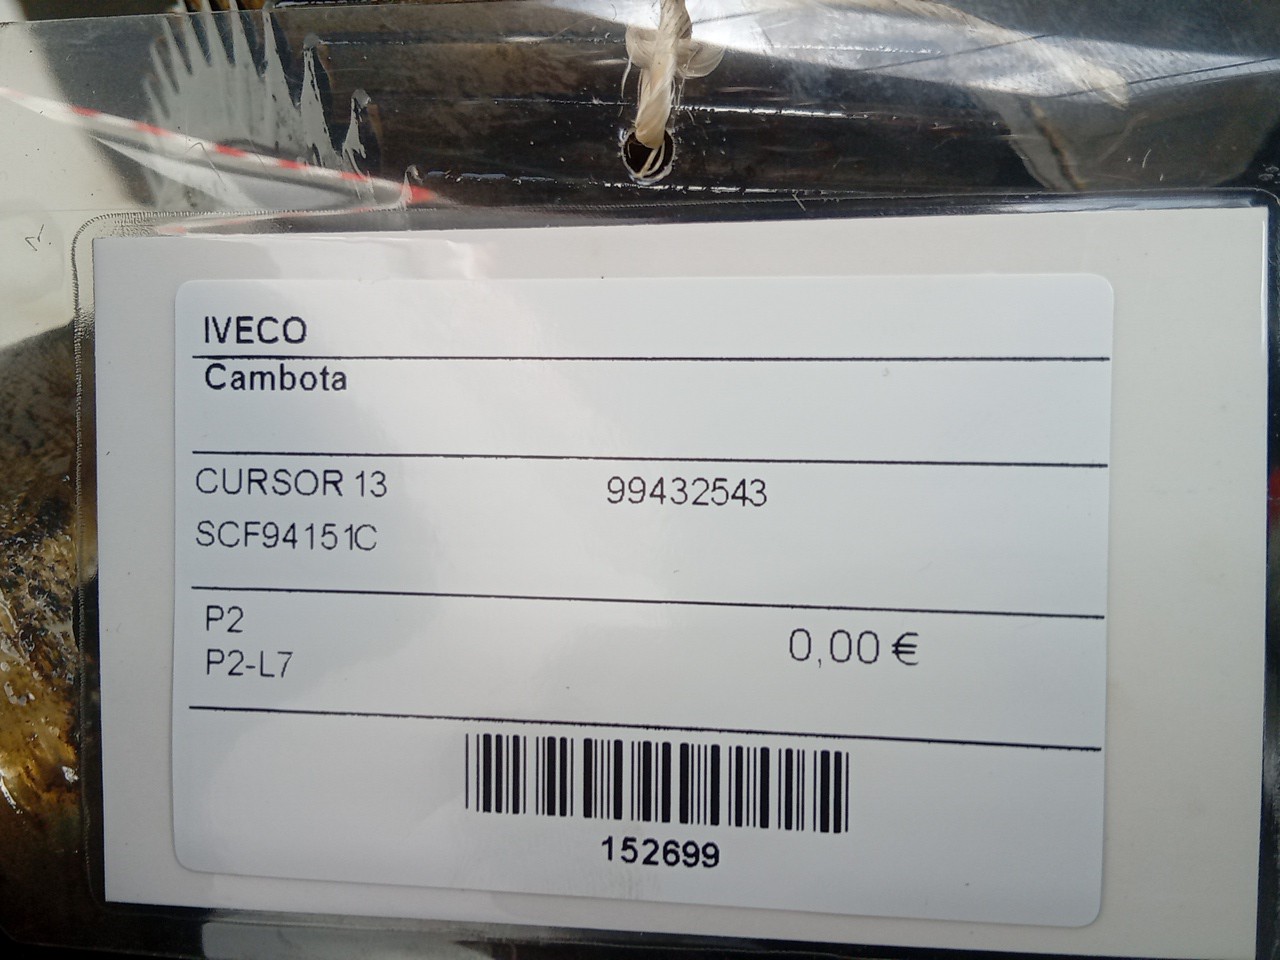 IVECO
Cambota
CURSOR 13 99432543
SCF94151C
P2
P2-L7 0,00 €
152699